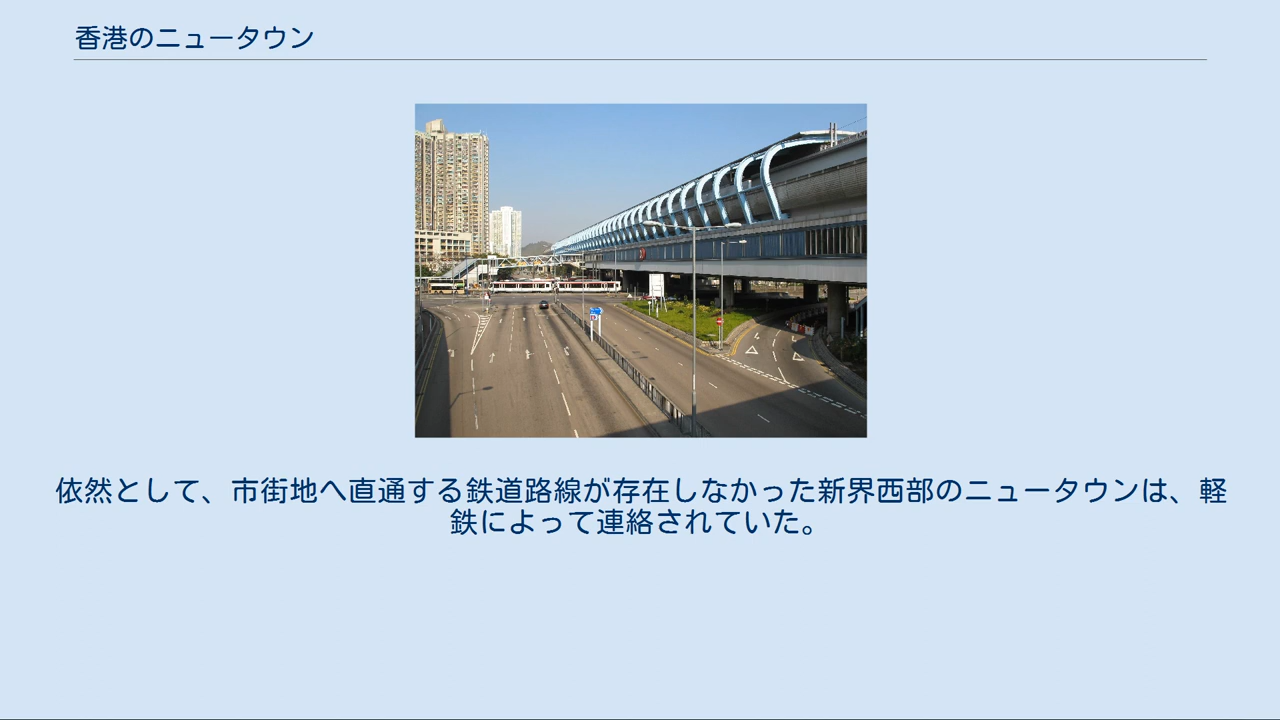 香港のニュータウン
依然として、市街地へ直通する鉄道路線が存在しなかった新界西部のニュータウンは、軽
鉄によって連絡されていた。